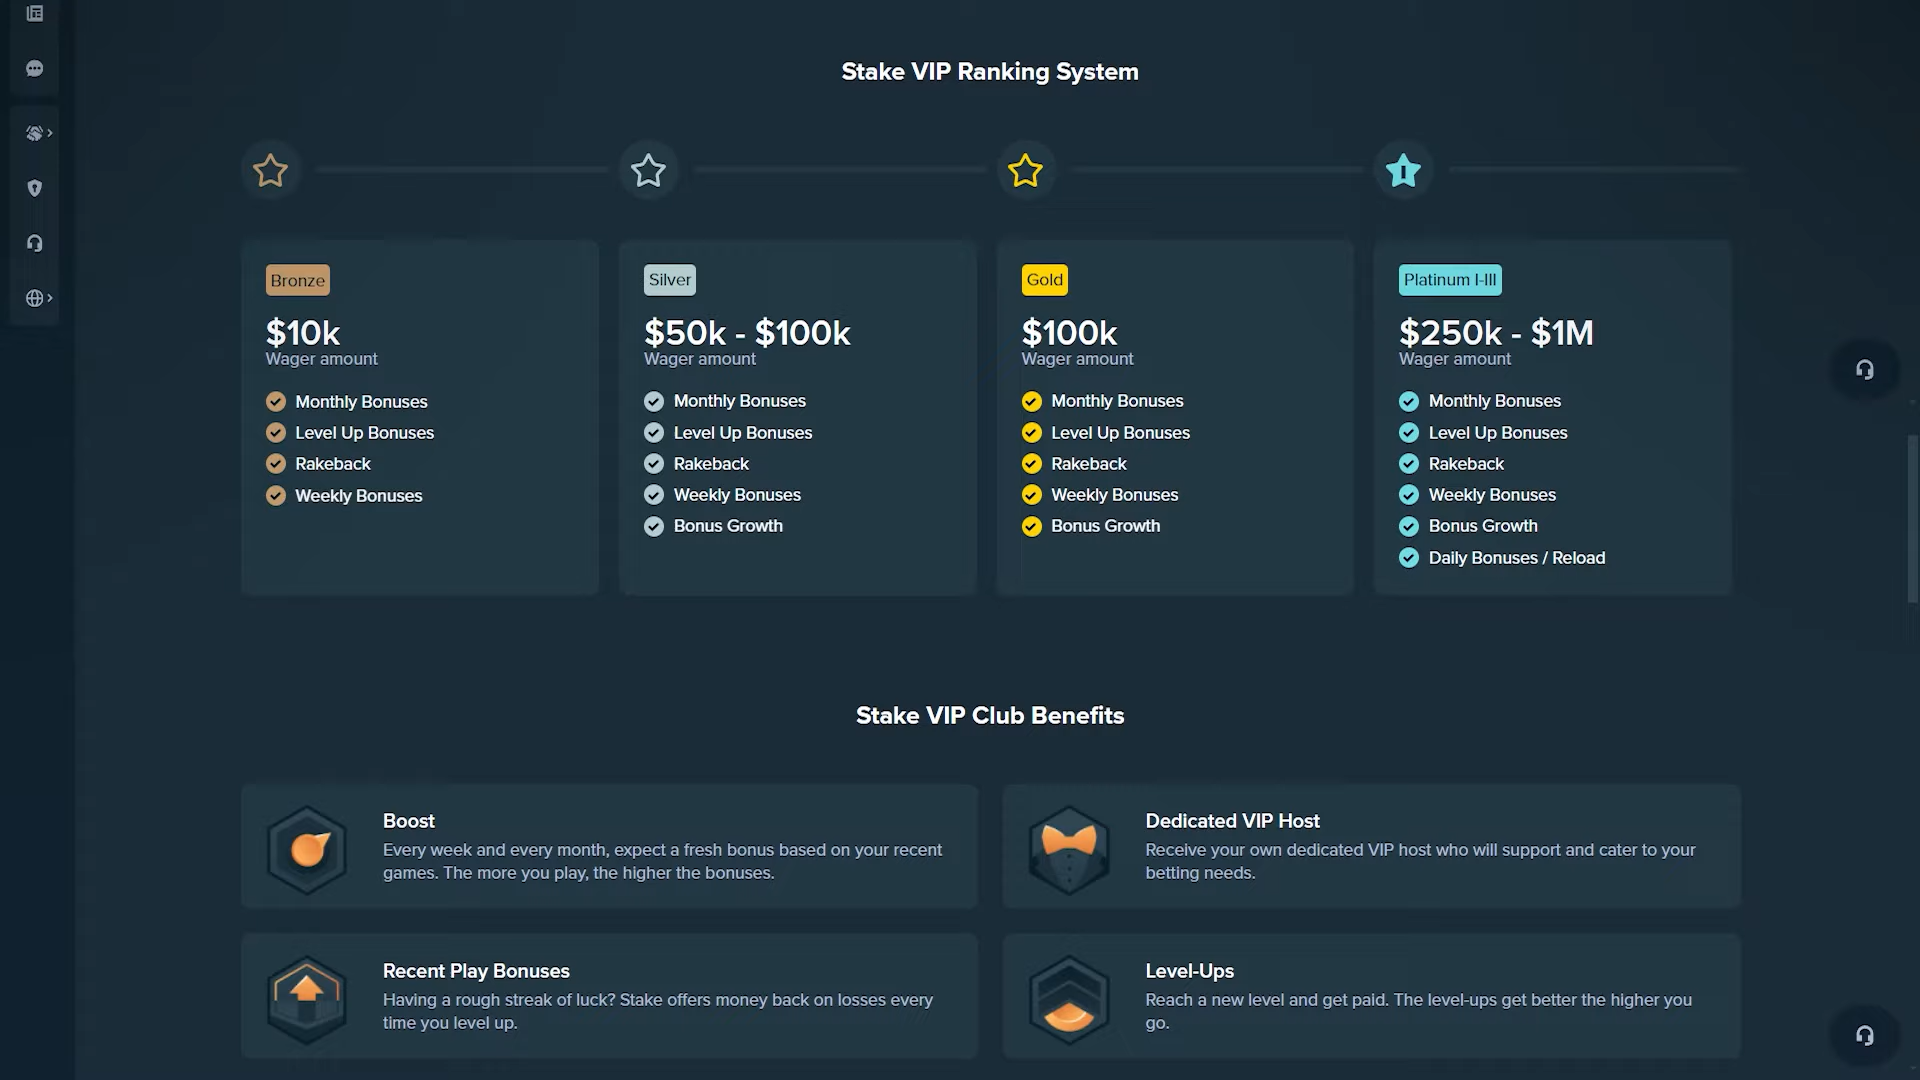 Stake VIP Ranking System
Bronze
$10k
Wager amount
Monthly Bonuses
Level Up Bonuses
Rakeback
Weekly Bonuses
Silver
$50k - $100k
Wager amount
Monthly Bonuses
Level Up Bonuses
Rakeback
Weekly Bonuses
Bonus Growth
Gold
$100k
Wager amount
Monthly Bonuses
Level Up Bonuses
Rakeback
Weekly Bonuses
Bonus Growth
Platinum I-III
$250k - $1M
Wager amount
Monthly Bonuses
Level Up Bonuses
Rakeback
Weekly Bonuses
Bonus Growth
Daily Bonuses / Reload
Stake VIP Club Benefits
Boost
Every week and every month, expect a fresh bonus based on your recent
games. The more you play, the higher the bonuses.
Dedicated VIP Host
Receive your own dedicated VIP host who will support and cater to your
betting needs.
Recent Play Bonuses
Having a rough streak of luck? Stake offers money back on losses every
time you level up.
Level-Ups
Reach a new level and get paid. The level-ups get better the higher you
go.